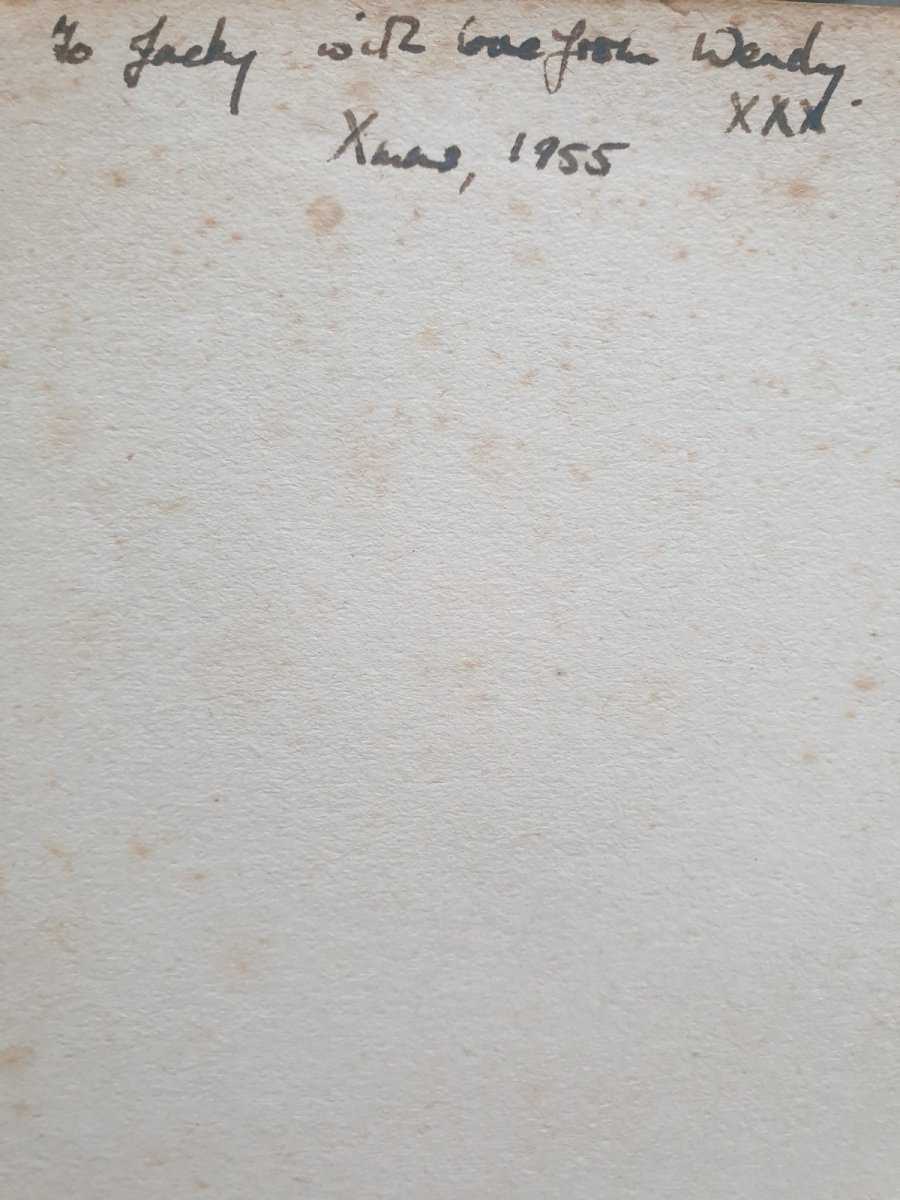 To Jacky with love from Wendy.
XXX
Xmas, 1955